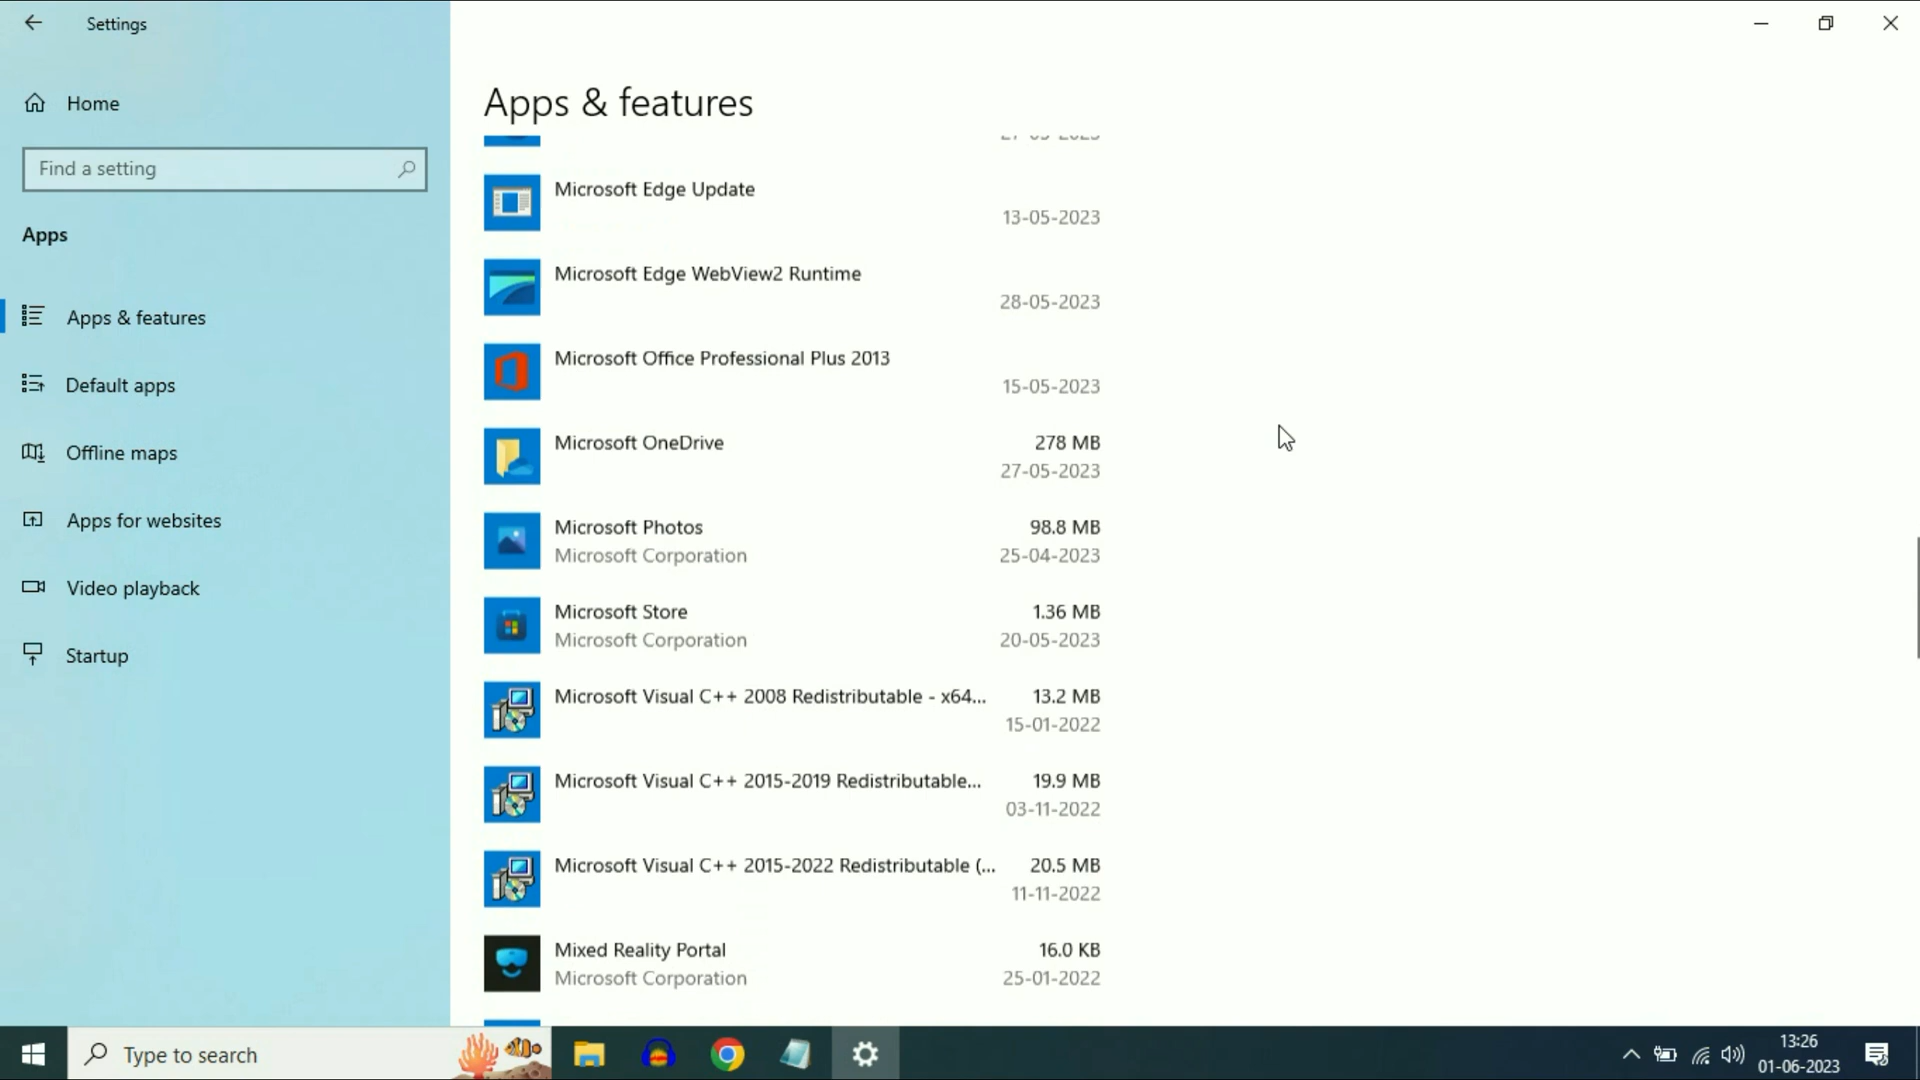 Settings
Home
Find a setting
Apps
Apps & features
Default apps
Offline maps
Apps for websites
Video playback
Startup
Apps & features
Microsoft Edge Update
13-05-2023
Microsoft Edge WebView2 Runtime
28-05-2023
Microsoft Office Professional Plus 2013
15-05-2023
Microsoft OneDrive 278 MB
27-05-2023
Microsoft Photos 98.8 MB
Microsoft Corporation 25-04-2023
Microsoft Store 1.36 MB
Microsoft Corporation 20-05-2023
Microsoft Visual C++ 2008 Redistributable - x64... 13.2 MB
15-01-2022
Microsoft Visual C++ 2015-2019 Redistributable... 19.9 MB
03-11-2022
Microsoft Visual C++ 2015-2022 Redistributable (... 20.5 MB
11-11-2022
Mixed Reality Portal 16.0 KB
Microsoft Corporation 25-01-2022
Type to search
13:26
01-06-2023